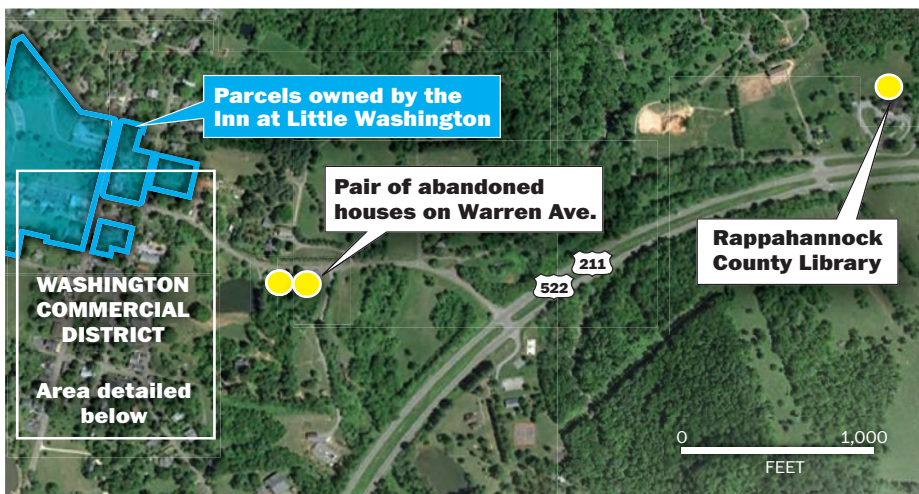 Parcels owned by the
Inn at Little Washington
Pair of abandoned
houses on Warren Ave.
Rappahannock
County Library
211
522
WASHINGTON
COMMERCIAL
DISTRICT
Area detailed
below
0 1,000
FEET